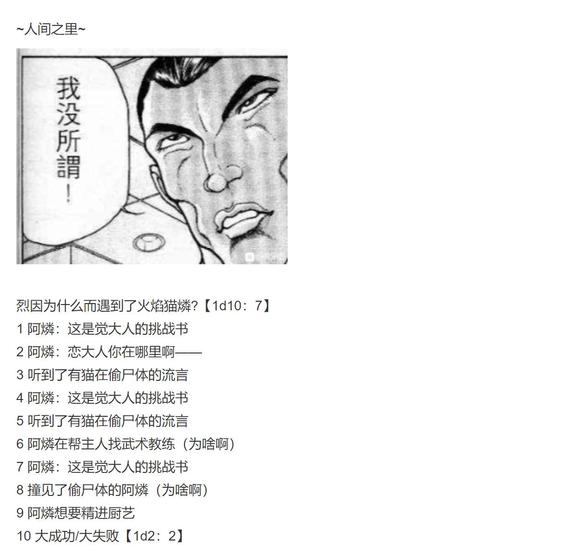 ~人间之里~
我没所謂！
烈因为什么而遇到了火焰猫燐?【1d10：7】
1 阿燐：这是觉大人的挑战书
2 阿燐：恋大人你在哪里啊——
3 听到了有猫在偷尸体的流言
4 阿燐：这是觉大人的挑战书
5 听到了有猫在偷尸体的流言
6 阿燐在帮主人找武术教练（为啥啊）
7 阿燐：这是觉大人的挑战书
8 撞见了偷尸体的阿燐（为啥啊）
9 阿燐想要精进厨艺
10 大成功/大失败【1d2：2】